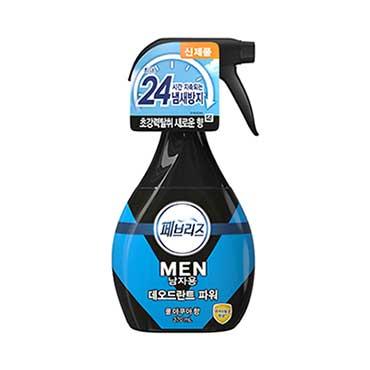 신제품
24 시간 지속되는
냄새방지
초강력탈취 새로운 향
페브리즈
MEN
남자용
데오드란트 파워
쿨 아쿠아 향
370mL